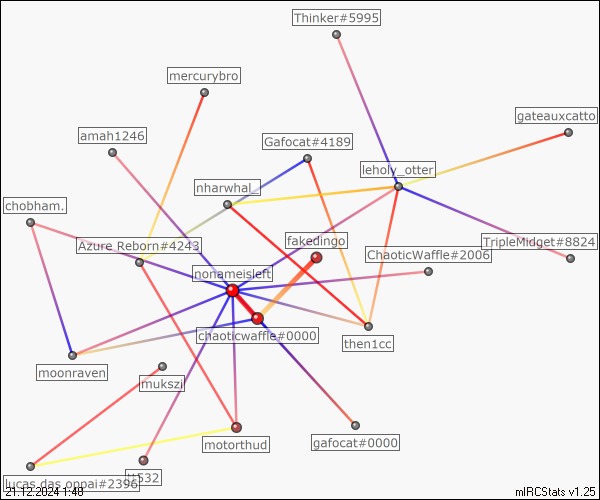 Thinker#5995
mercurybro
gateauxcatto
amah1246
Gafocat#4189
leholy_otter
nharwhal_
chobham.
fakedingo
Azure Reborn#4243
TripleMidget#8824
ChaoticWaffle#2006
nonameisleft
chaoticwaffle#0000
then1cc
moonraven
mukszi
motorthud
gafocat#0000
lucas das oppai#2396
532
21.12.2024 1:48
mIRCStats v1.25